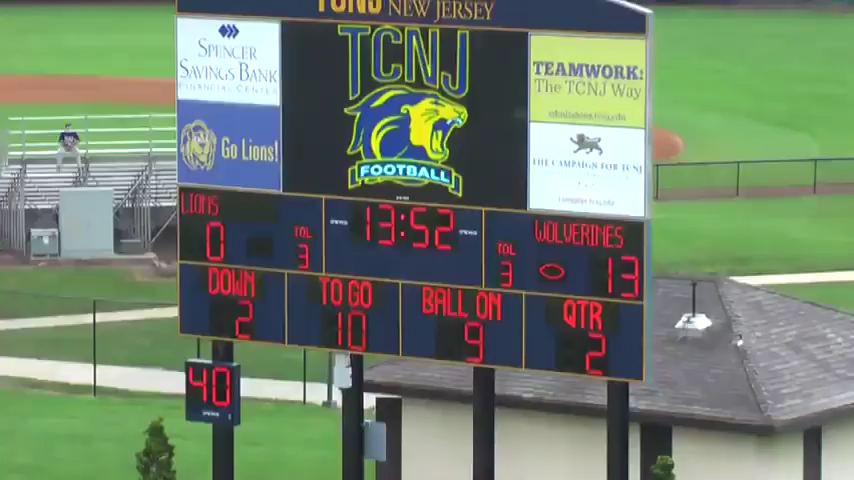 TCNJ NEW JERSEY
SPENCER
SAVINGS BANK
FINANCIAL CENTER
Go Lions!
TCNJ
FOOTBALL
TEAMWORK:
The TCNJ Way
THE CAMPAIGN FOR TCNJ
LIONS
0
TOL
3
13:52
TOL
3
WOLVERINES
13
DOWN
2
TO GO
10
BALL ON
9
QTR
2
40